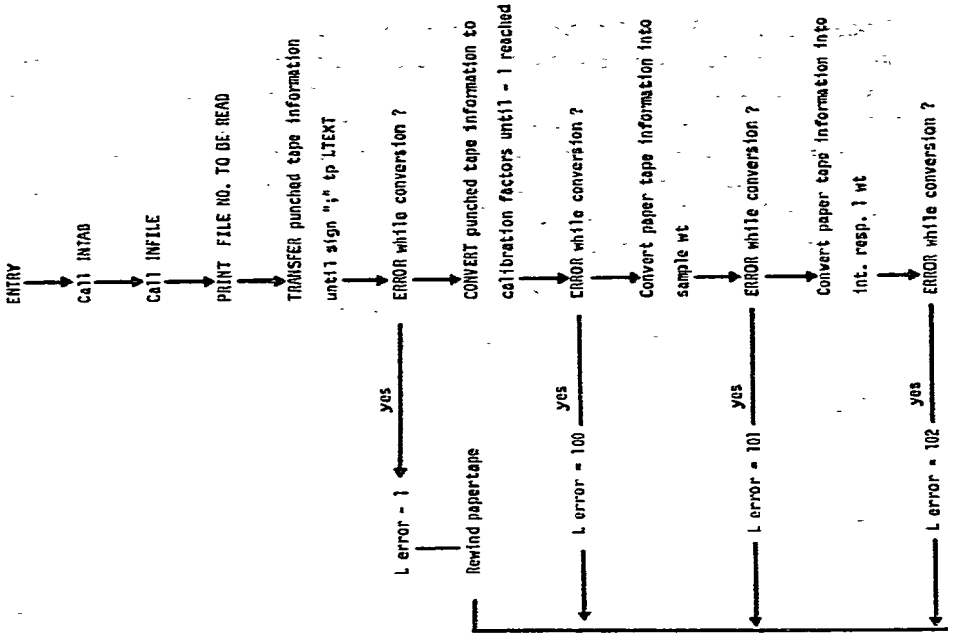 ENTRY
Call INTAB
Call INFILE
PRINT FILE NO. TO BE READ
TRANSFER punched tape information
until sign ";" tp LTEXT
ERROR while conversion ?
yes
L error - 1
Rewind papertape
CONVERT punched tape information to
calibration factors until - 1 reached
ERROR while conversion ?
yes
L error = 100
Convert paper tape information into
sample wt
ERROR while conversion ?
yes
L error = 101
Convert paper tape information into
int. resp. 1 wt
ERROR while conversion ?
yes
L error = 102